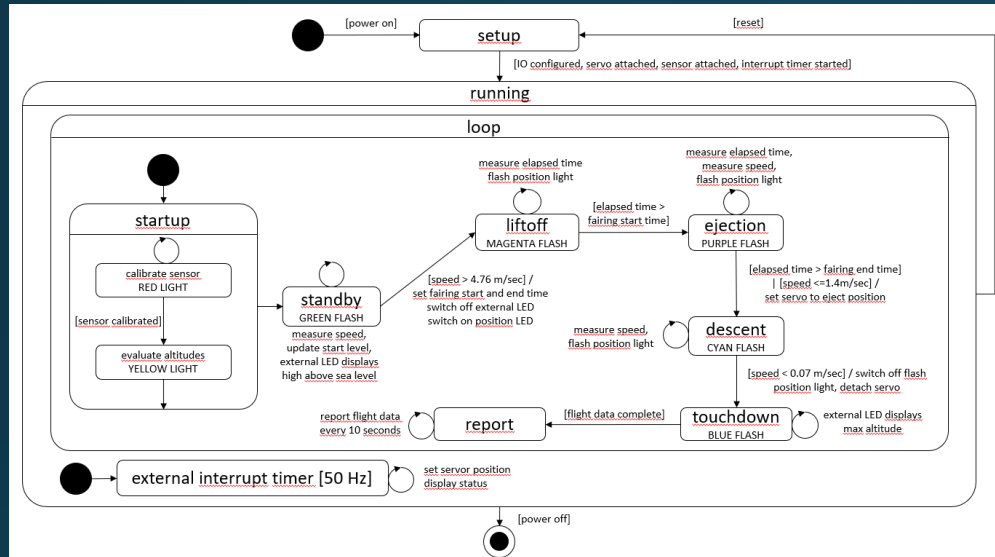 [power on]
setup
[reset]
[IO configured, servo attached, sensor attached, interrupt timer started]
running
loop
startup
calibrate sensor
RED LIGHT
[sensor calibrated]
evaluate altitudes
YELLOW LIGHT
standby
GREEN FLASH
measure speed,
update start level,
external LED displays
high above sea level
[speed > 4.76 m/sec] /
set fairing start and end time
switch off external LED
switch on position LED
measure elapsed time
flash position light
liftoff
MAGENTA FLASH
[elapsed time >
fairing start time]
measure elapsed time,
measure speed,
flash position light
ejection
PURPLE FLASH
[elapsed time > fairing end time]
| [speed <=1.4m/sec] /
set servo to eject position
measure speed,
flash position light
descent
CYAN FLASH
[speed < 0.07 m/sec] / switch off flash
position light, detach servo
touchdown
BLUE FLASH
external LED displays
max altitude
[flight data complete]
report
report flight data
every 10 seconds
external interrupt timer [50 Hz]
set servor position
display status
[power off]